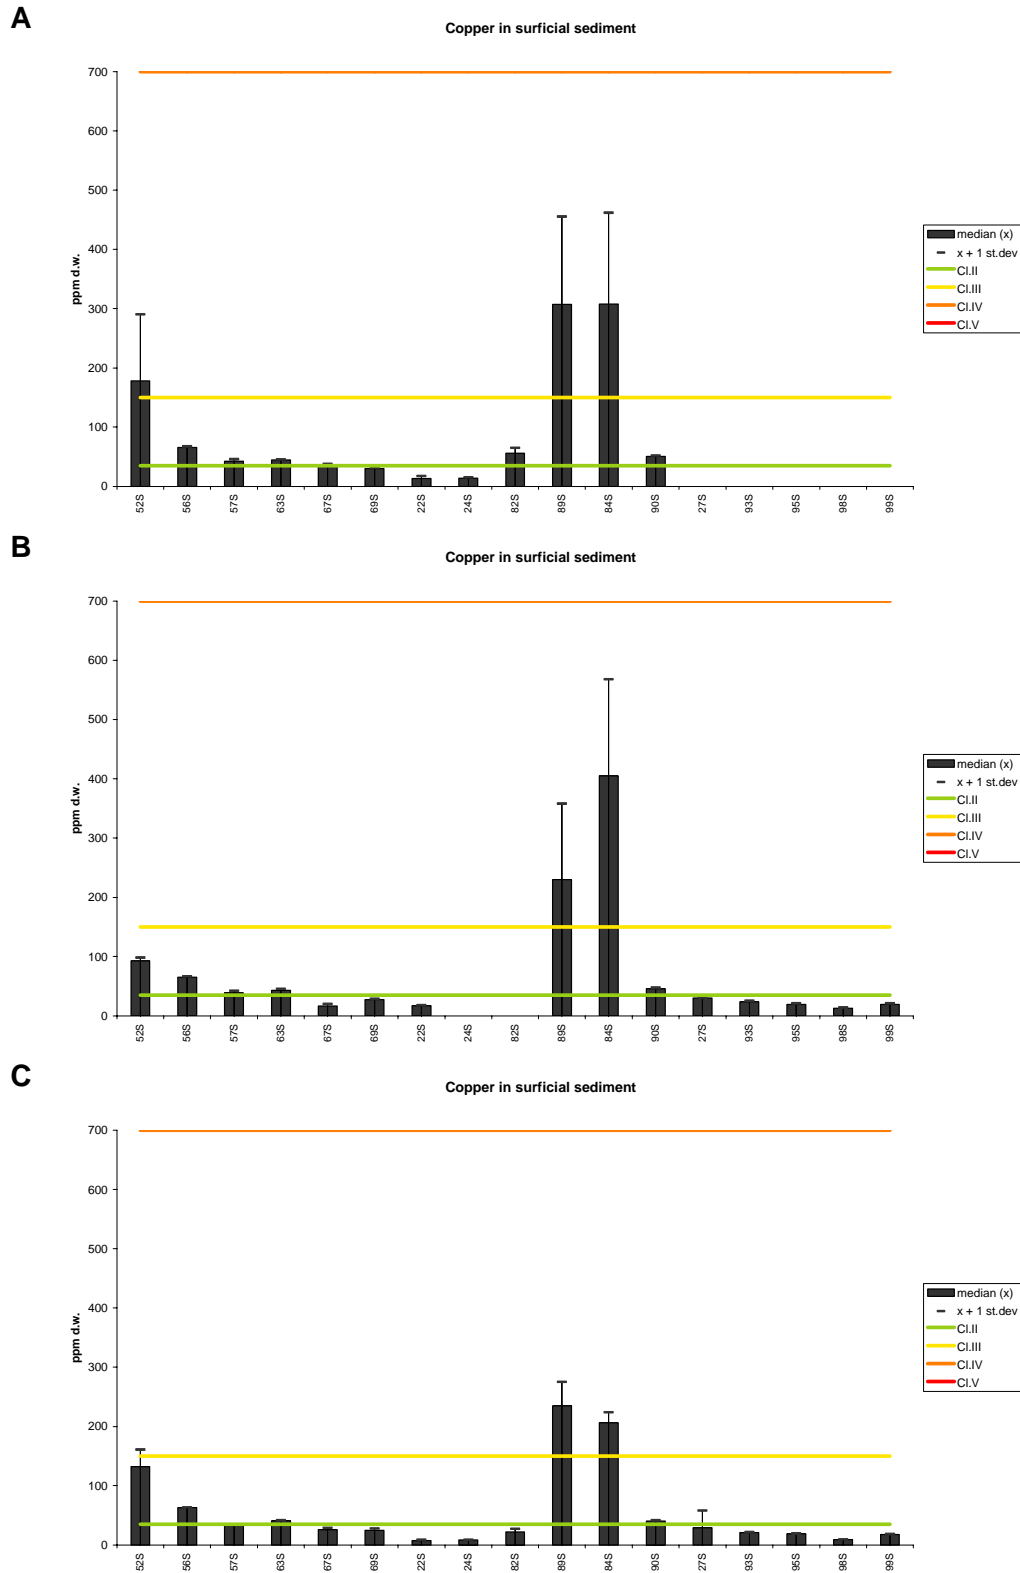 A
Copper in surficial sediment
700
600
500
400
300
200
100
0
ppm d.w.
52S
56S
57S
63S
67S
69S
22S
24S
82S
89S
84S
90S
27S
93S
95S
98S
99S
median (x)
x + 1 st.dev
Cl.II
Cl.III
Cl.IV
Cl.V
B
Copper in surficial sediment
700
600
500
400
300
200
100
0
ppm d.w.
52S
56S
57S
63S
67S
69S
22S
24S
82S
89S
84S
90S
27S
93S
95S
98S
99S
median (x)
x + 1 st.dev
Cl.II
Cl.III
Cl.IV
Cl.V
C
Copper in surficial sediment
700
600
500
400
300
200
100
0
ppm d.w.
52S
56S
57S
63S
67S
69S
22S
24S
82S
89S
84S
90S
27S
93S
95S
98S
99S
median (x)
x + 1 st.dev
Cl.II
Cl.III
Cl.IV
Cl.V